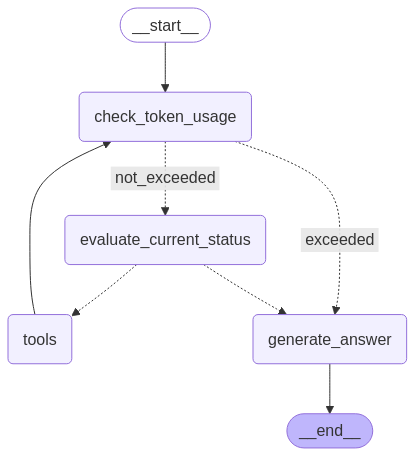 __start__
check_token_usage
not_exceeded
evaluate_current_status
exceeded
tools
generate_answer
__end__